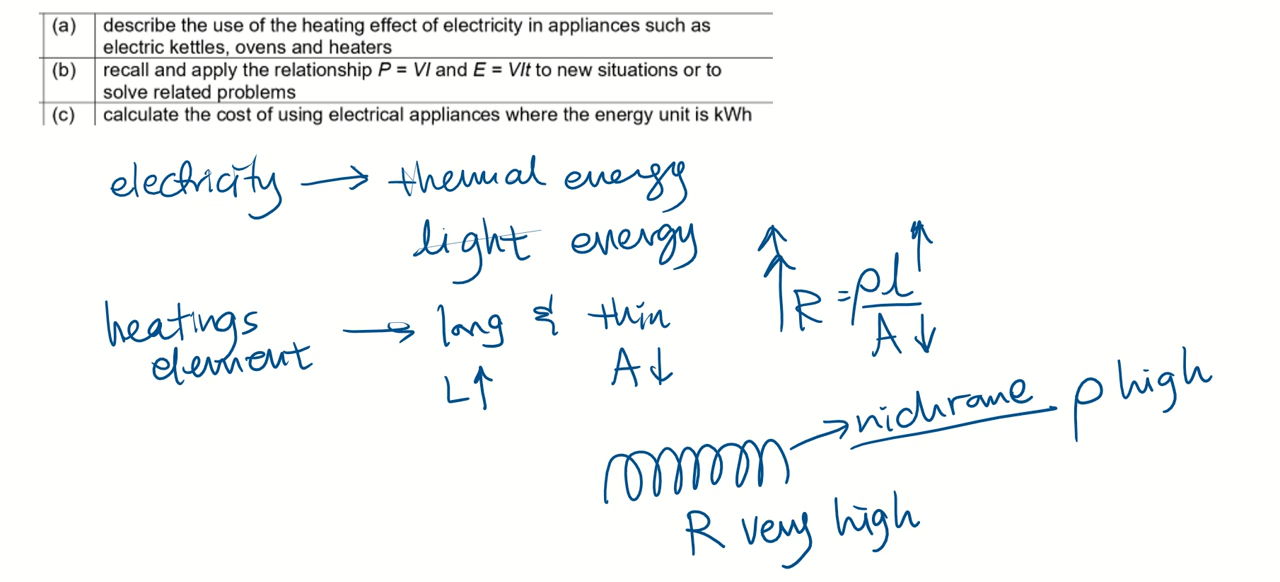 (a) describe the use of the heating effect of electricity in appliances such as
electric kettles, ovens and heaters
(b) recall and apply the relationship P = VI and E = VIt to new situations or to
solve related problems
(c) calculate the cost of using electrical appliances where the energy unit is kWh
electricity → thermal energy
light energy
heatings
element → long & thin
L↑ A↓
↑R = ρl↑
A↓
→nichrome ρ high
R very high